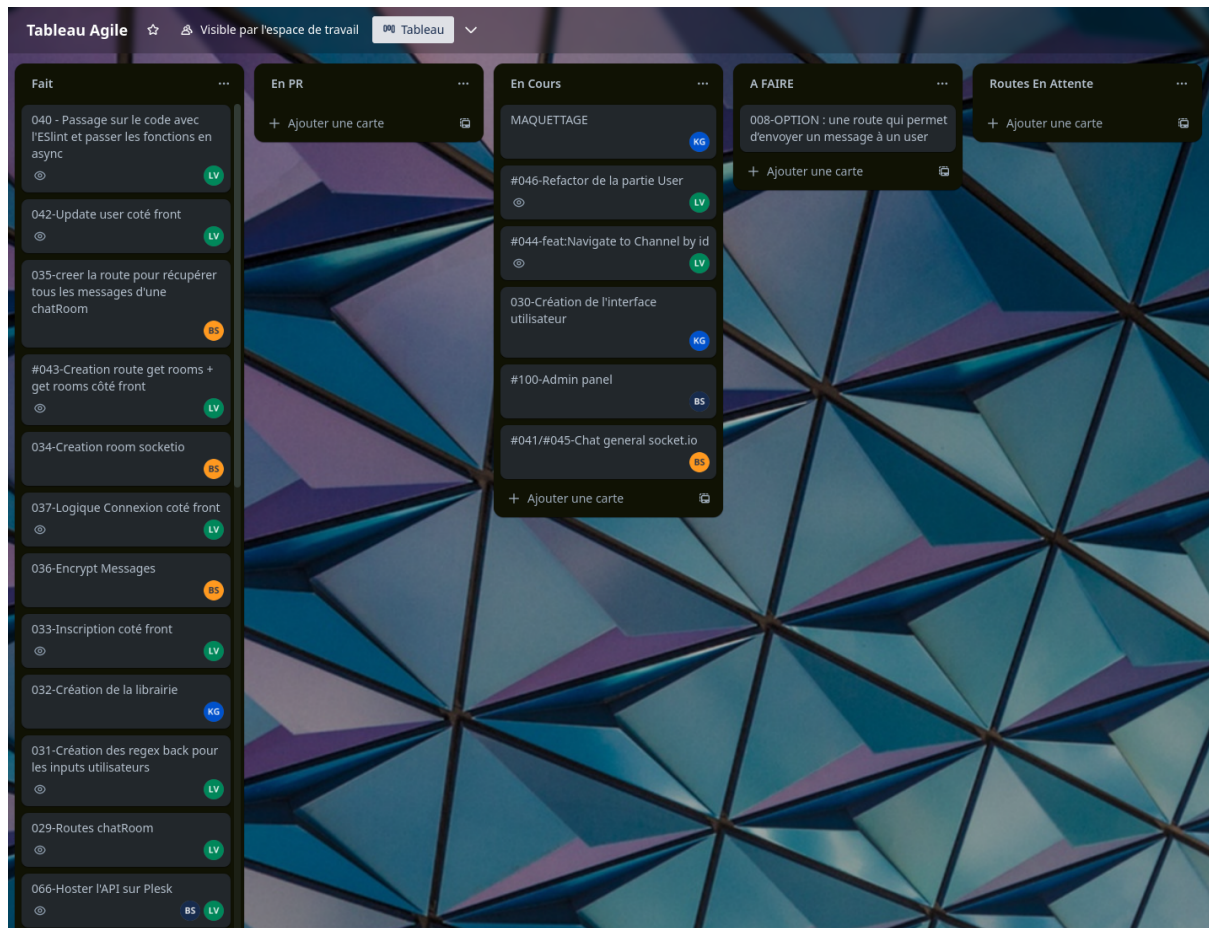 Tableau Agile
Visible par l'espace de travail
Tableau
Fait
040 - Passage sur le code avec
l'ESlint et passer les fonctions en
async
LV
042-Update user coté front
LV
035-creer la route pour récupérer
tous les messages d'une
chatRoom
BS
#043-Creation route get rooms +
get rooms côté front
LV
034-Creation room socketio
BS
037-Logique Connexion coté front
LV
036-Encrypt Messages
BS
033-Inscription coté front
LV
032-Création de la librairie
KG
031-Création des regex back pour
les inputs utilisateurs
LV
029-Routes chatRoom
LV
066-Hoster l'API sur Plesk
BS LV
En PR
+ Ajouter une carte
En Cours
MAQUETTAGE
KG
#046-Refactor de la partie User
LV
#044-feat:Navigate to Channel by id
LV
030-Création de l'interface
utilisateur
KG
#100-Admin panel
BS
#041/#045-Chat general socket.io
BS
+ Ajouter une carte
A FAIRE
008-OPTION : une route qui permet
d'envoyer un message à un user
+ Ajouter une carte
Routes En Attente
+ Ajouter une carte